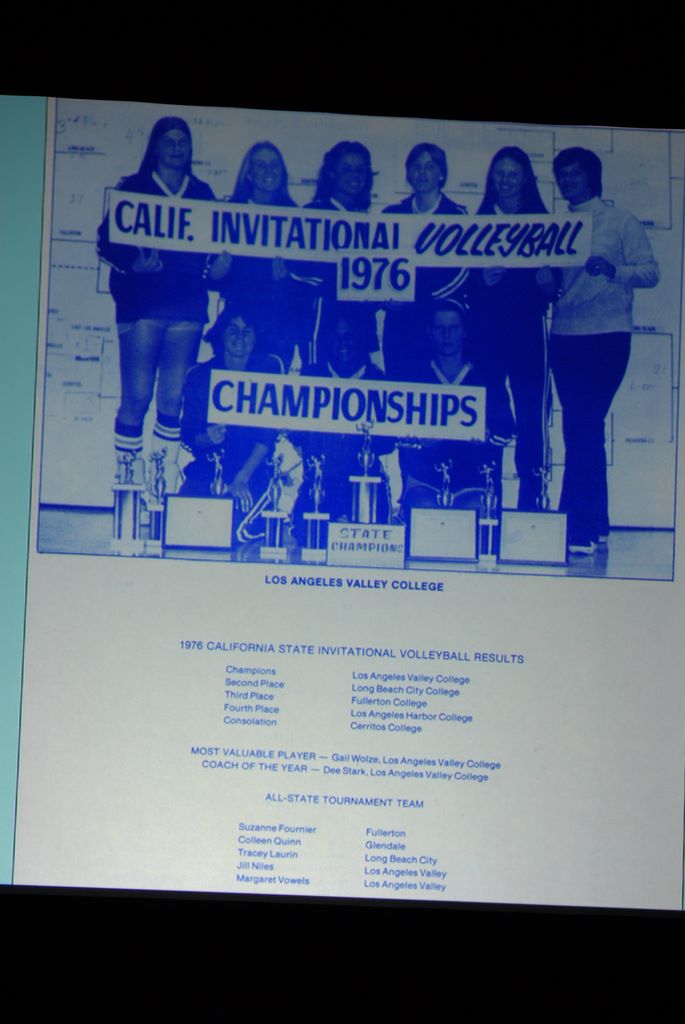 CALIF. INVITATIONAL VOLLEYBALL
1976
CHAMPIONSHIPS
STATE
CHAMPIONS
LOS ANGELES VALLEY COLLEGE
1976 CALIFORNIA STATE INVITATIONAL VOLLEYBALL RESULTS
Champions Los Angeles Valley College
Second Place Long Beach City College
Third Place Fullerton College
Fourth Place Los Angeles Harbor College
Consolation Cerritos College
MOST VALUABLE PLAYER — Gail Wolze, Los Angeles Valley College
COACH OF THE YEAR — Dee Stark, Los Angeles Valley College
ALL-STATE TOURNAMENT TEAM
Suzanne Fournier Fullerton
Colleen Quinn Glendale
Tracey Laurin Long Beach City
Jill Niles Los Angeles Valley
Margaret Vowels Los Angeles Valley